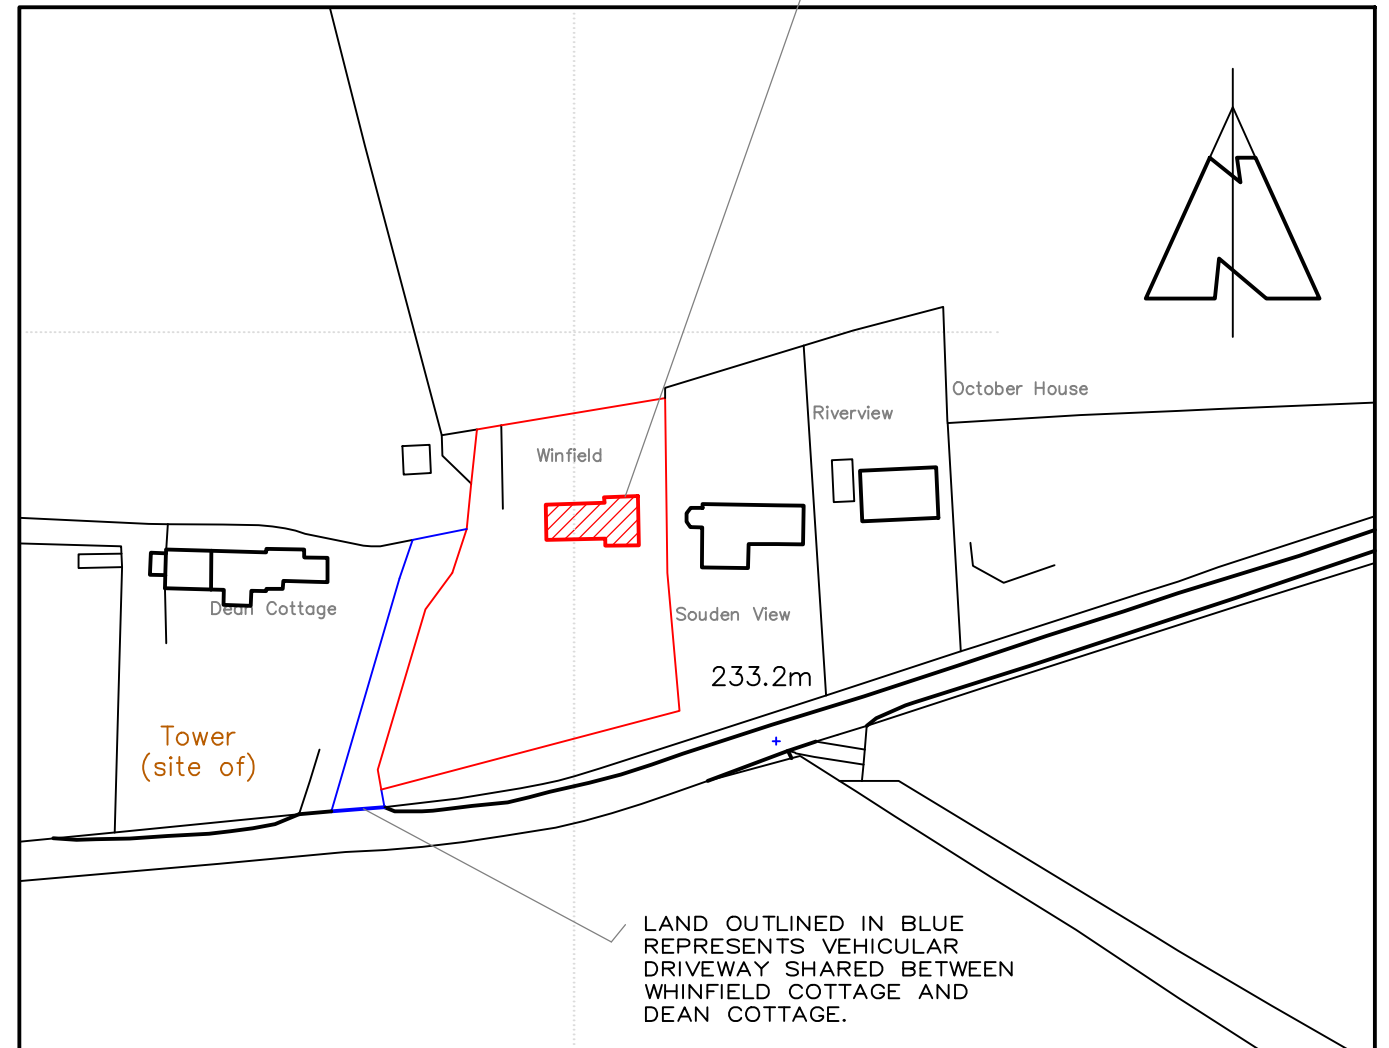 October House
Riverview
Winfield
Dean Cottage
Souden View
233.2m
Tower
(site of)
LAND OUTLINED IN BLUE
REPRESENTS VEHICULAR
DRIVEWAY SHARED BETWEEN
WHINFIELD COTTAGE AND
DEAN COTTAGE.